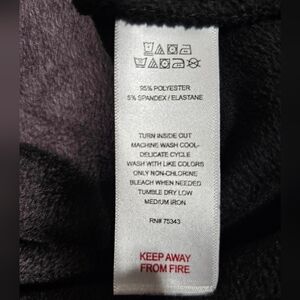 95% POLYESTER
5% SPANDEX / ELASTANE
TURN INSIDE OUT
MACHINE WASH COOL-
DELICATE CYCLE
WASH WITH LIKE COLORS
ONLY NON-CHLORINE
BLEACH WHEN NEEDED
TUMBLE DRY LOW
MEDIUM IRON
RN# 75343
KEEP AWAY
FROM FIRE